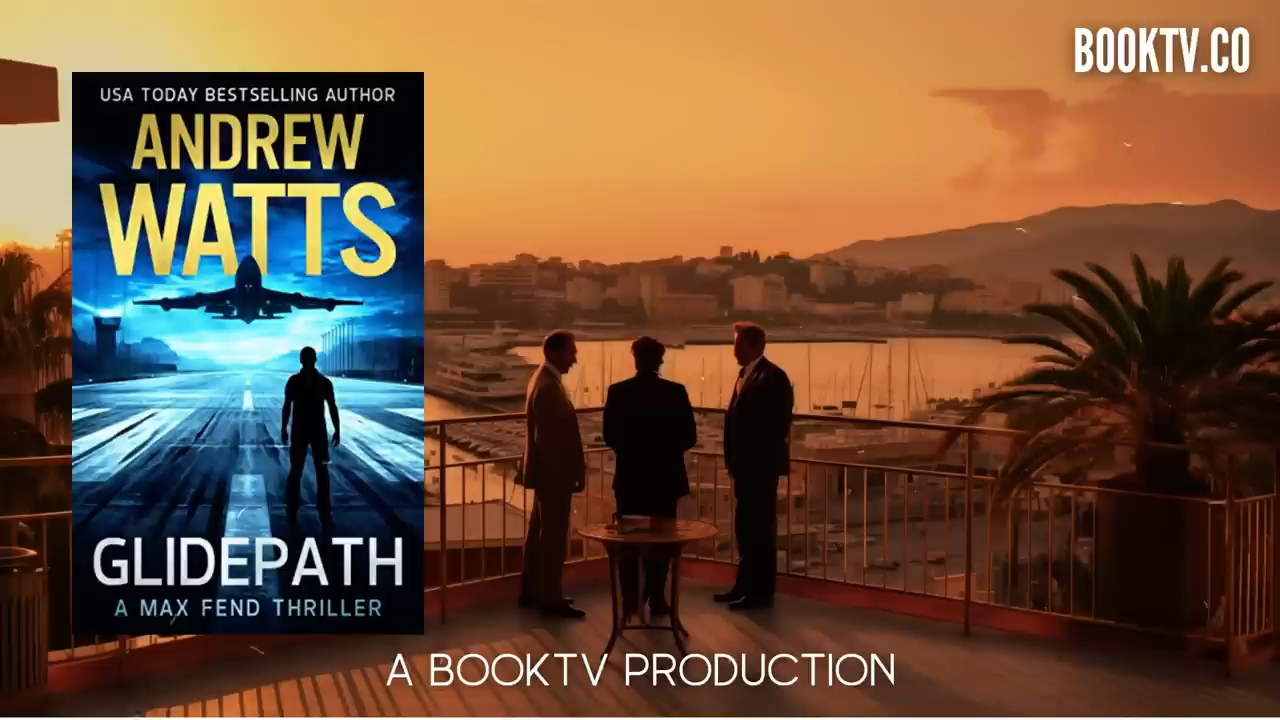 BOOKTV.CO
USA TODAY BESTSELLING AUTHOR
ANDREW
WATTS
GLIDEPATH
A MAX FEND THRILLER
A BOOKTV PRODUCTION